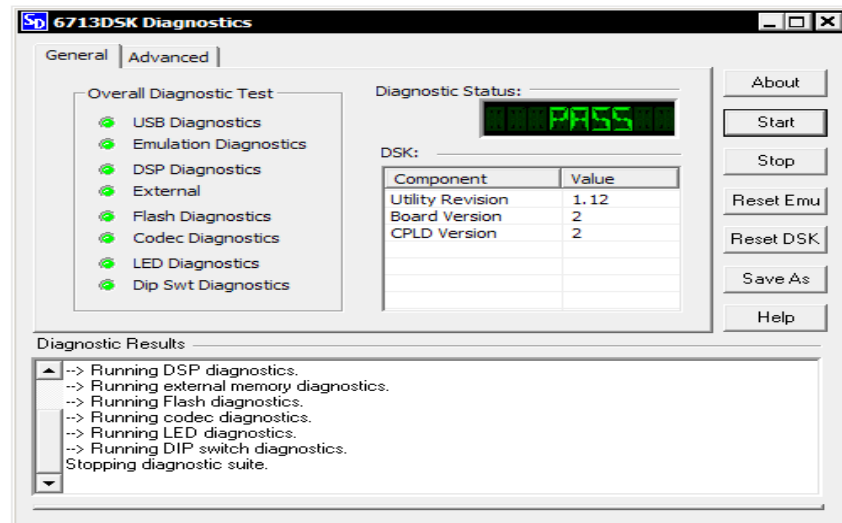 SD 6713DSK Diagnostics
General Advanced
Overall Diagnostic Test
USB Diagnostics
Emulation Diagnostics
DSP Diagnostics
External
Flash Diagnostics
Codec Diagnostics
LED Diagnostics
Dip Swt Diagnostics
Diagnostic Status:
PASS
DSK:
Component Value
Utility Revision 1.12
Board Version 2
CPLD Version 2
About
Start
Stop
Reset Emu
Reset DSK
Save As
Help
Diagnostic Results
--> Running DSP diagnostics.
--> Running external memory diagnostics.
--> Running Flash diagnostics.
--> Running codec diagnostics.
--> Running LED diagnostics.
--> Running DIP switch diagnostics.
Stopping diagnostic suite.